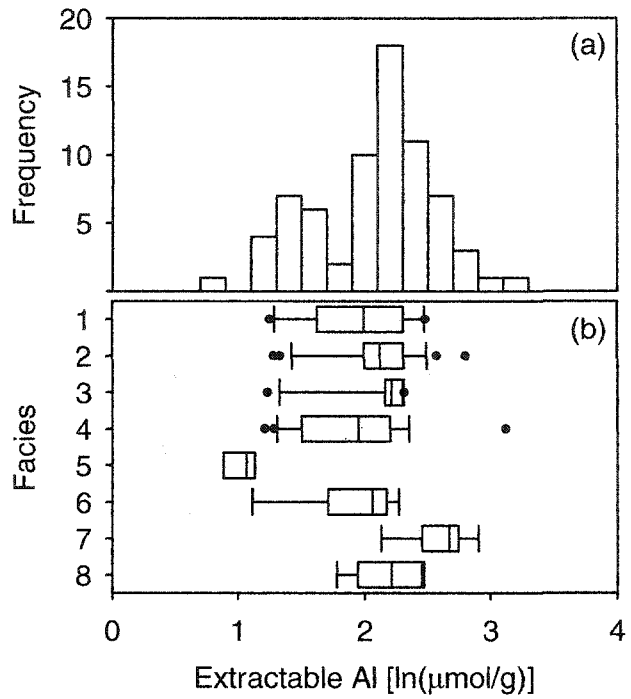 20
(a)
15
Frequency
10
5
1
(b)
2
3
4
Facies
5
6
7
8
0 1 2 3 4
Extractable Al [ln(μmol/g)]